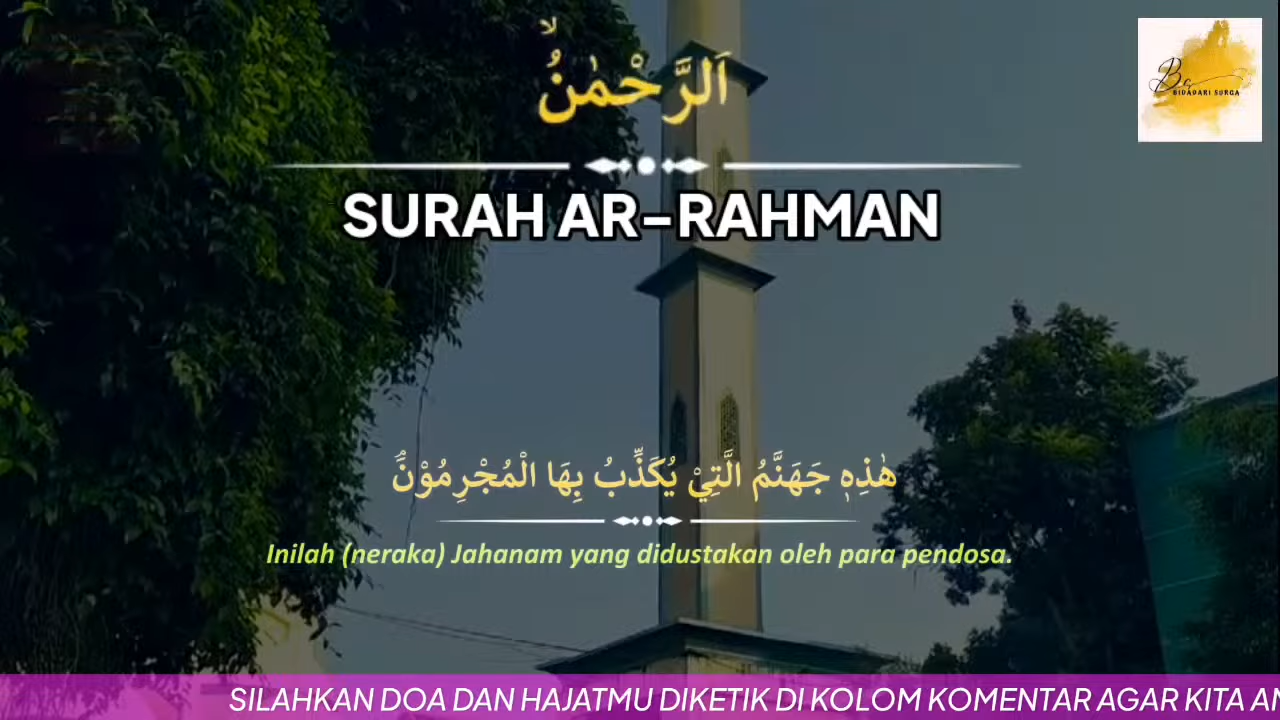 اَلرَّحْمٰنُۙ
SURAH AR-RAHMAN
Bs
BIDADARI SURGA
هٰذِهٖ جَهَنَّمُ الَّتِيْ يُكَذِّبُ بِهَا الْمُجْرِمُوْنَۘ
Inilah (neraka) Jahanam yang didustakan oleh para pendosa.
SILAHKAN DOA DAN HAJATMU DIKETIK DI KOLOM KOMENTAR AGAR KITA